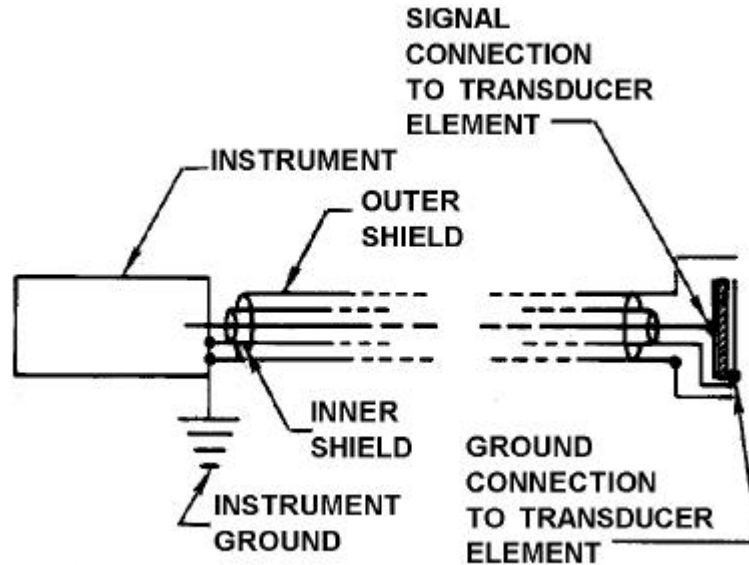 SIGNAL
CONNECTION
TO TRANSDUCER
ELEMENT
INSTRUMENT
OUTER
SHIELD
INNER
SHIELD
INSTRUMENT
GROUND
GROUND
CONNECTION
TO TRANSDUCER
ELEMENT